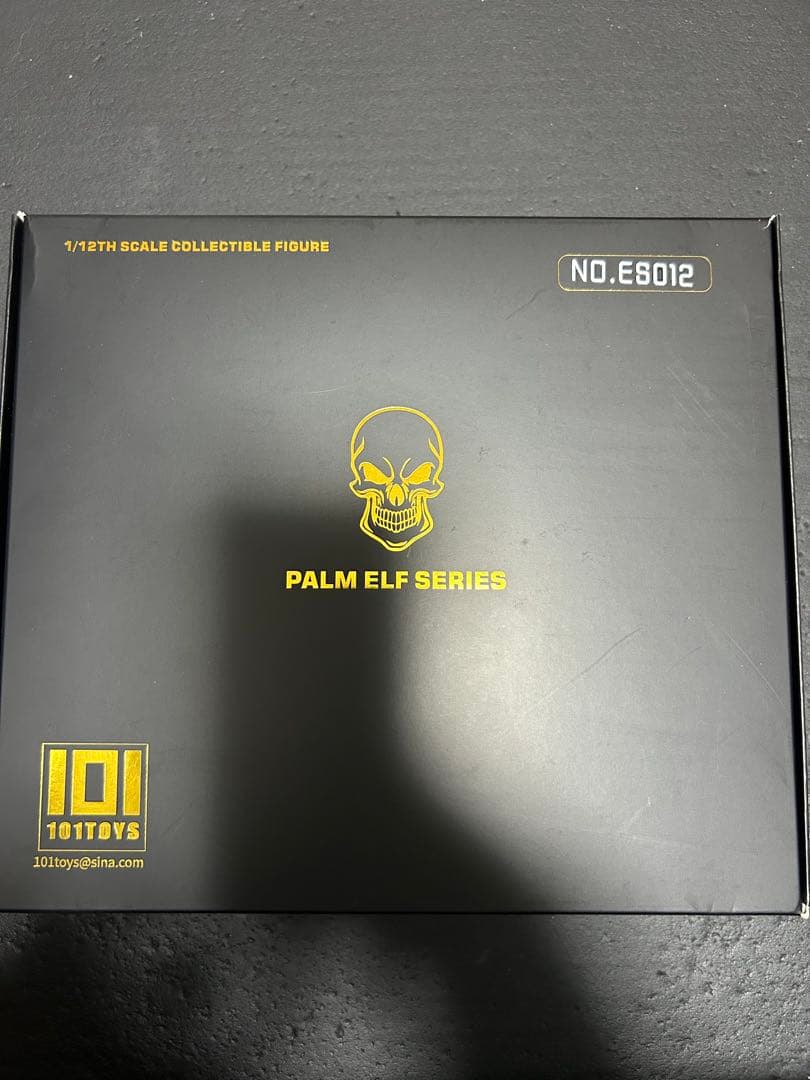 1/12TH SCALE COLLECTIBLE FIGURE
NO.ES012
PALM ELF SERIES
101
101TOYS
101toys@sina.com